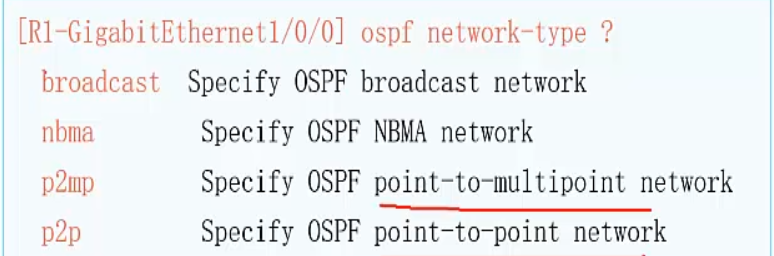 [R1-GigabitEthernet1/0/0] ospf network-type ?
broadcast Specify OSPF broadcast network
nbma Specify OSPF NBMA network
p2mp Specify OSPF point-to-multipoint network
p2p Specify OSPF point-to-point network